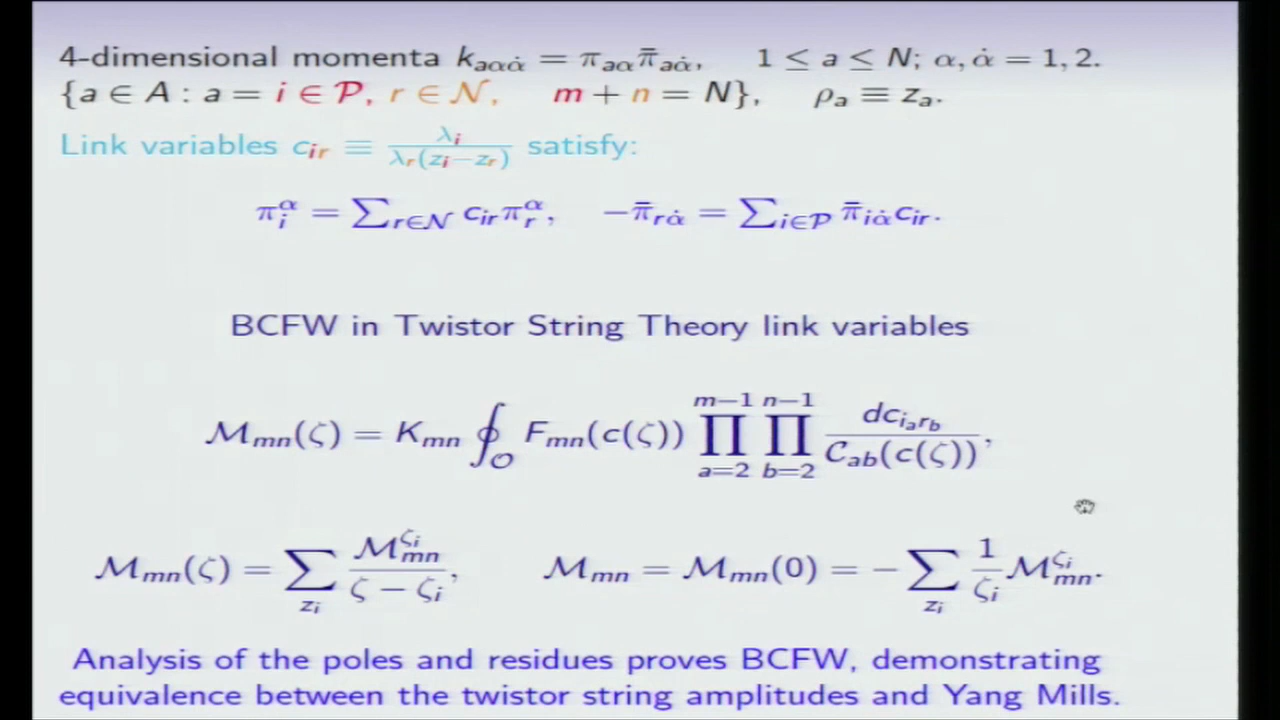 4-dimensional momenta k_{aαα̇} = π_{aα}π̄_{aα̇},    1 ≤ a ≤ N; α, α̇ = 1, 2.
{a ∈ A : a = i ∈ 𝒫, r ∈ 𝒩,    m + n = N},    ρ_a ≡ z_a.
Link variables c_{ir} ≡ λ_i / λ_r(z_i − z_r) satisfy:
π_i^α = ∑_{r∈𝒩} c_{ir}π_r^α,    −π̄_{rα̇} = ∑_{i∈𝒫} π̄_{iα̇}c_{ir}.
BCFW in Twistor String Theory link variables
ℳ_{mn}(ζ) = K_{mn} ∮_𝒪 F_{mn}(c(ζ)) ∏_{a=2}^{m−1} ∏_{b=2}^{n−1} dc_{i_a r_b} / 𝒞_{ab}(c(ζ)),
ℳ_{mn}(ζ) = ∑_{z_i} ℳ_{mn}^{ζ_i} / (ζ − ζ_i),    ℳ_{mn} = ℳ_{mn}(0) = −∑_{z_i} 1/ζ_i ℳ_{mn}^{ζ_i}.
Analysis of the poles and residues proves BCFW, demonstrating
equivalence between the twistor string amplitudes and Yang Mills.